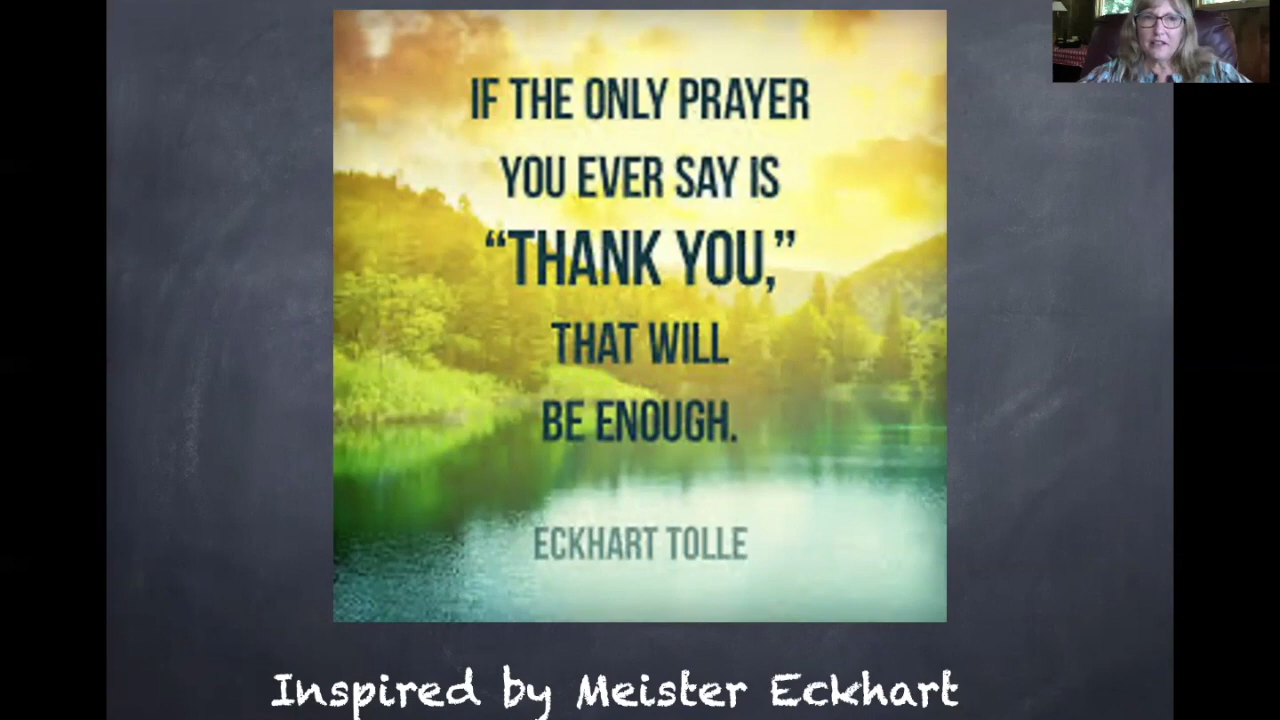 IF THE ONLY PRAYER
YOU EVER SAY IS
“THANK YOU,”
THAT WILL
BE ENOUGH.
ECKHART TOLLE
Inspired by Meister Eckhart